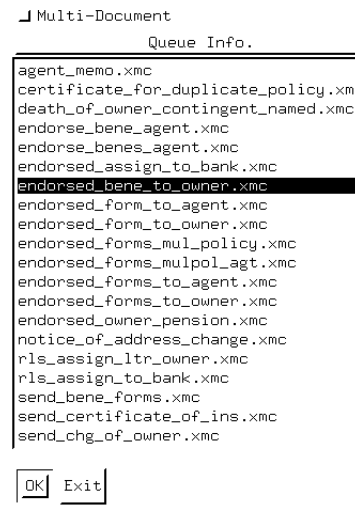 Multi-Document
Queue Info.
agent_memo.xmc
certificate_for_duplicate_policy.xm
death_of_owner_contingent_named.xmc
endorse_bene_agent.xmc
endorse_benes_agent.xmc
endorsed_assign_to_bank.xmc
endorsed_bene_to_owner.xmc
endorsed_form_to_agent.xmc
endorsed_form_to_owner.xmc
endorsed_forms_mul_policy.xmc
endorsed_forms_mulpol_agt.xmc
endorsed_forms_to_agent.xmc
endorsed_forms_to_owner.xmc
endorsed_owner_pension.xmc
notice_of_address_change.xmc
rls_assign_ltr_owner.xmc
rls_assign_to_bank.xmc
send_bene_forms.xmc
send_certificate_of_ins.xmc
send_chg_of_owner.xmc
OK Exit